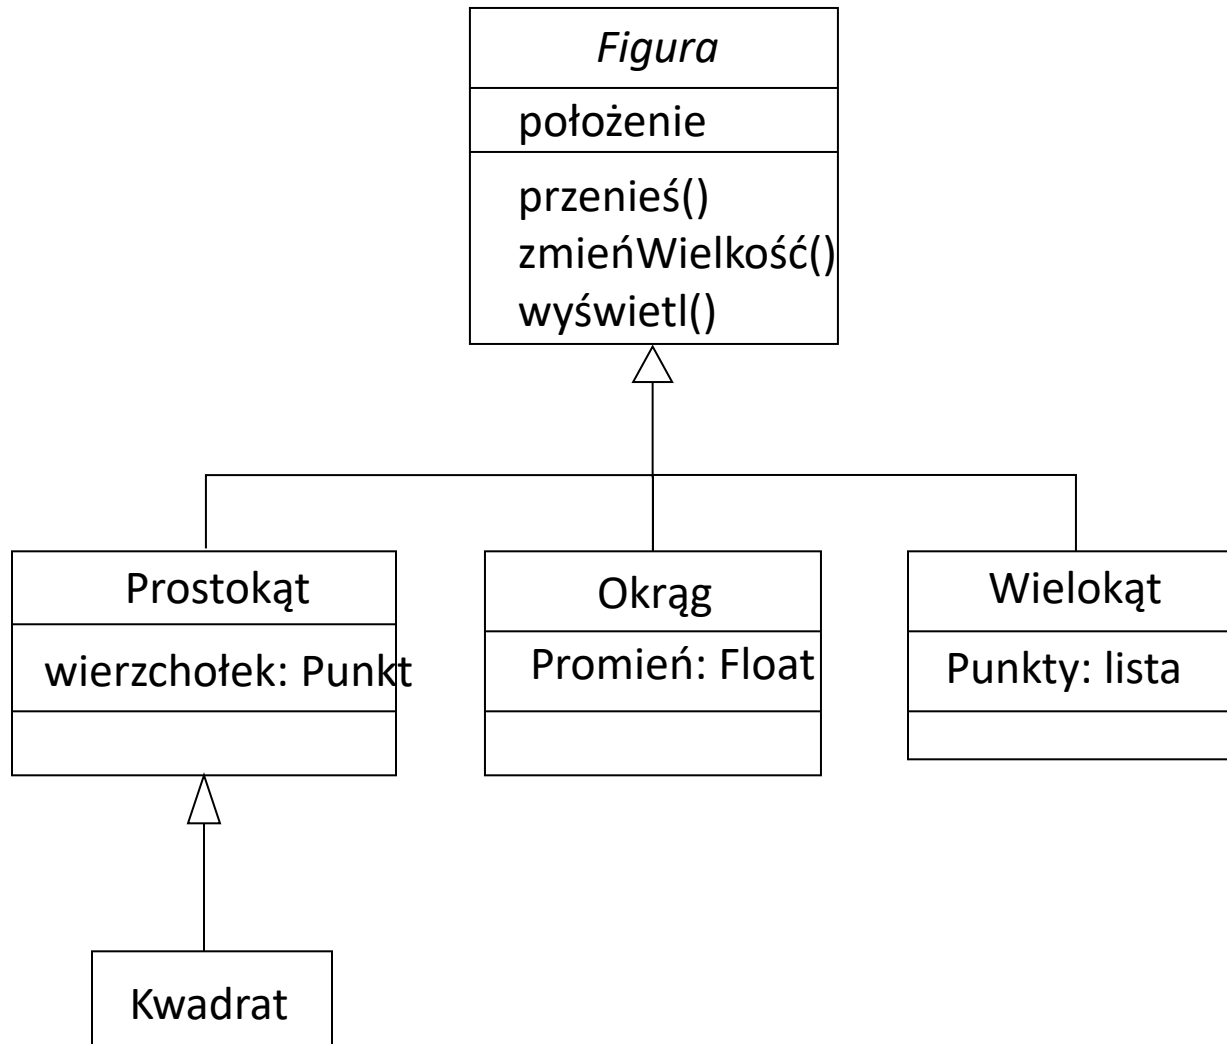 Figura
położenie
przenieś()
zmieńWielkość()
wyświetl()
Prostokąt
wierzchołek: Punkt
Okrąg
Promień: Float
Wielokąt
Punkty: lista
Kwadrat